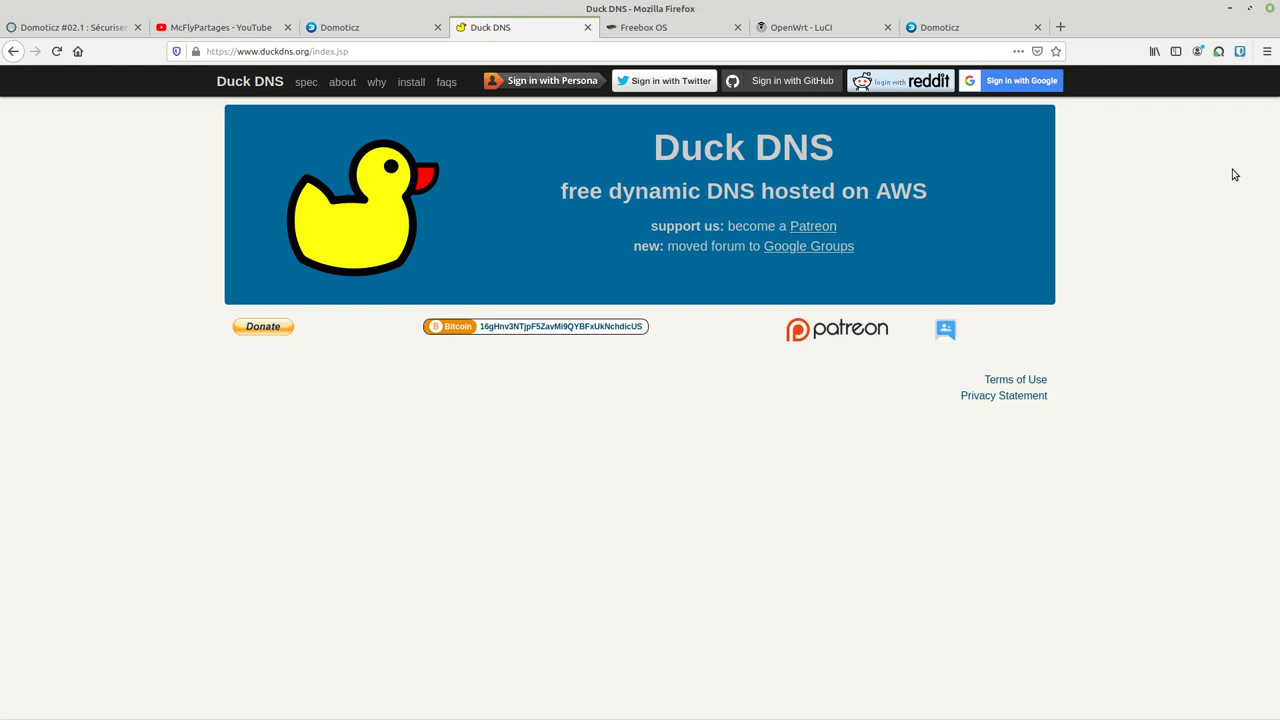 Duck DNS - Mozilla Firefox
Domoticz #02.1 : Sécuriser
McFlyPartages - YouTube
Domoticz
Duck DNS
Freebox OS
OpenWrt - LuCI
Domoticz
https://www.duckdns.org/index.jsp
Duck DNS spec about why install faqs
Sign in with Persona
Sign in with Twitter
Sign in with GitHub
login with reddit
Sign in with Google
Duck DNS
free dynamic DNS hosted on AWS
support us: become a Patreon
new: moved forum to Google Groups
Donate
Bitcoin 16gHnv3NTjpF5ZavMi9QYBFxUkNchdicUS
patreon
Terms of Use
Privacy Statement